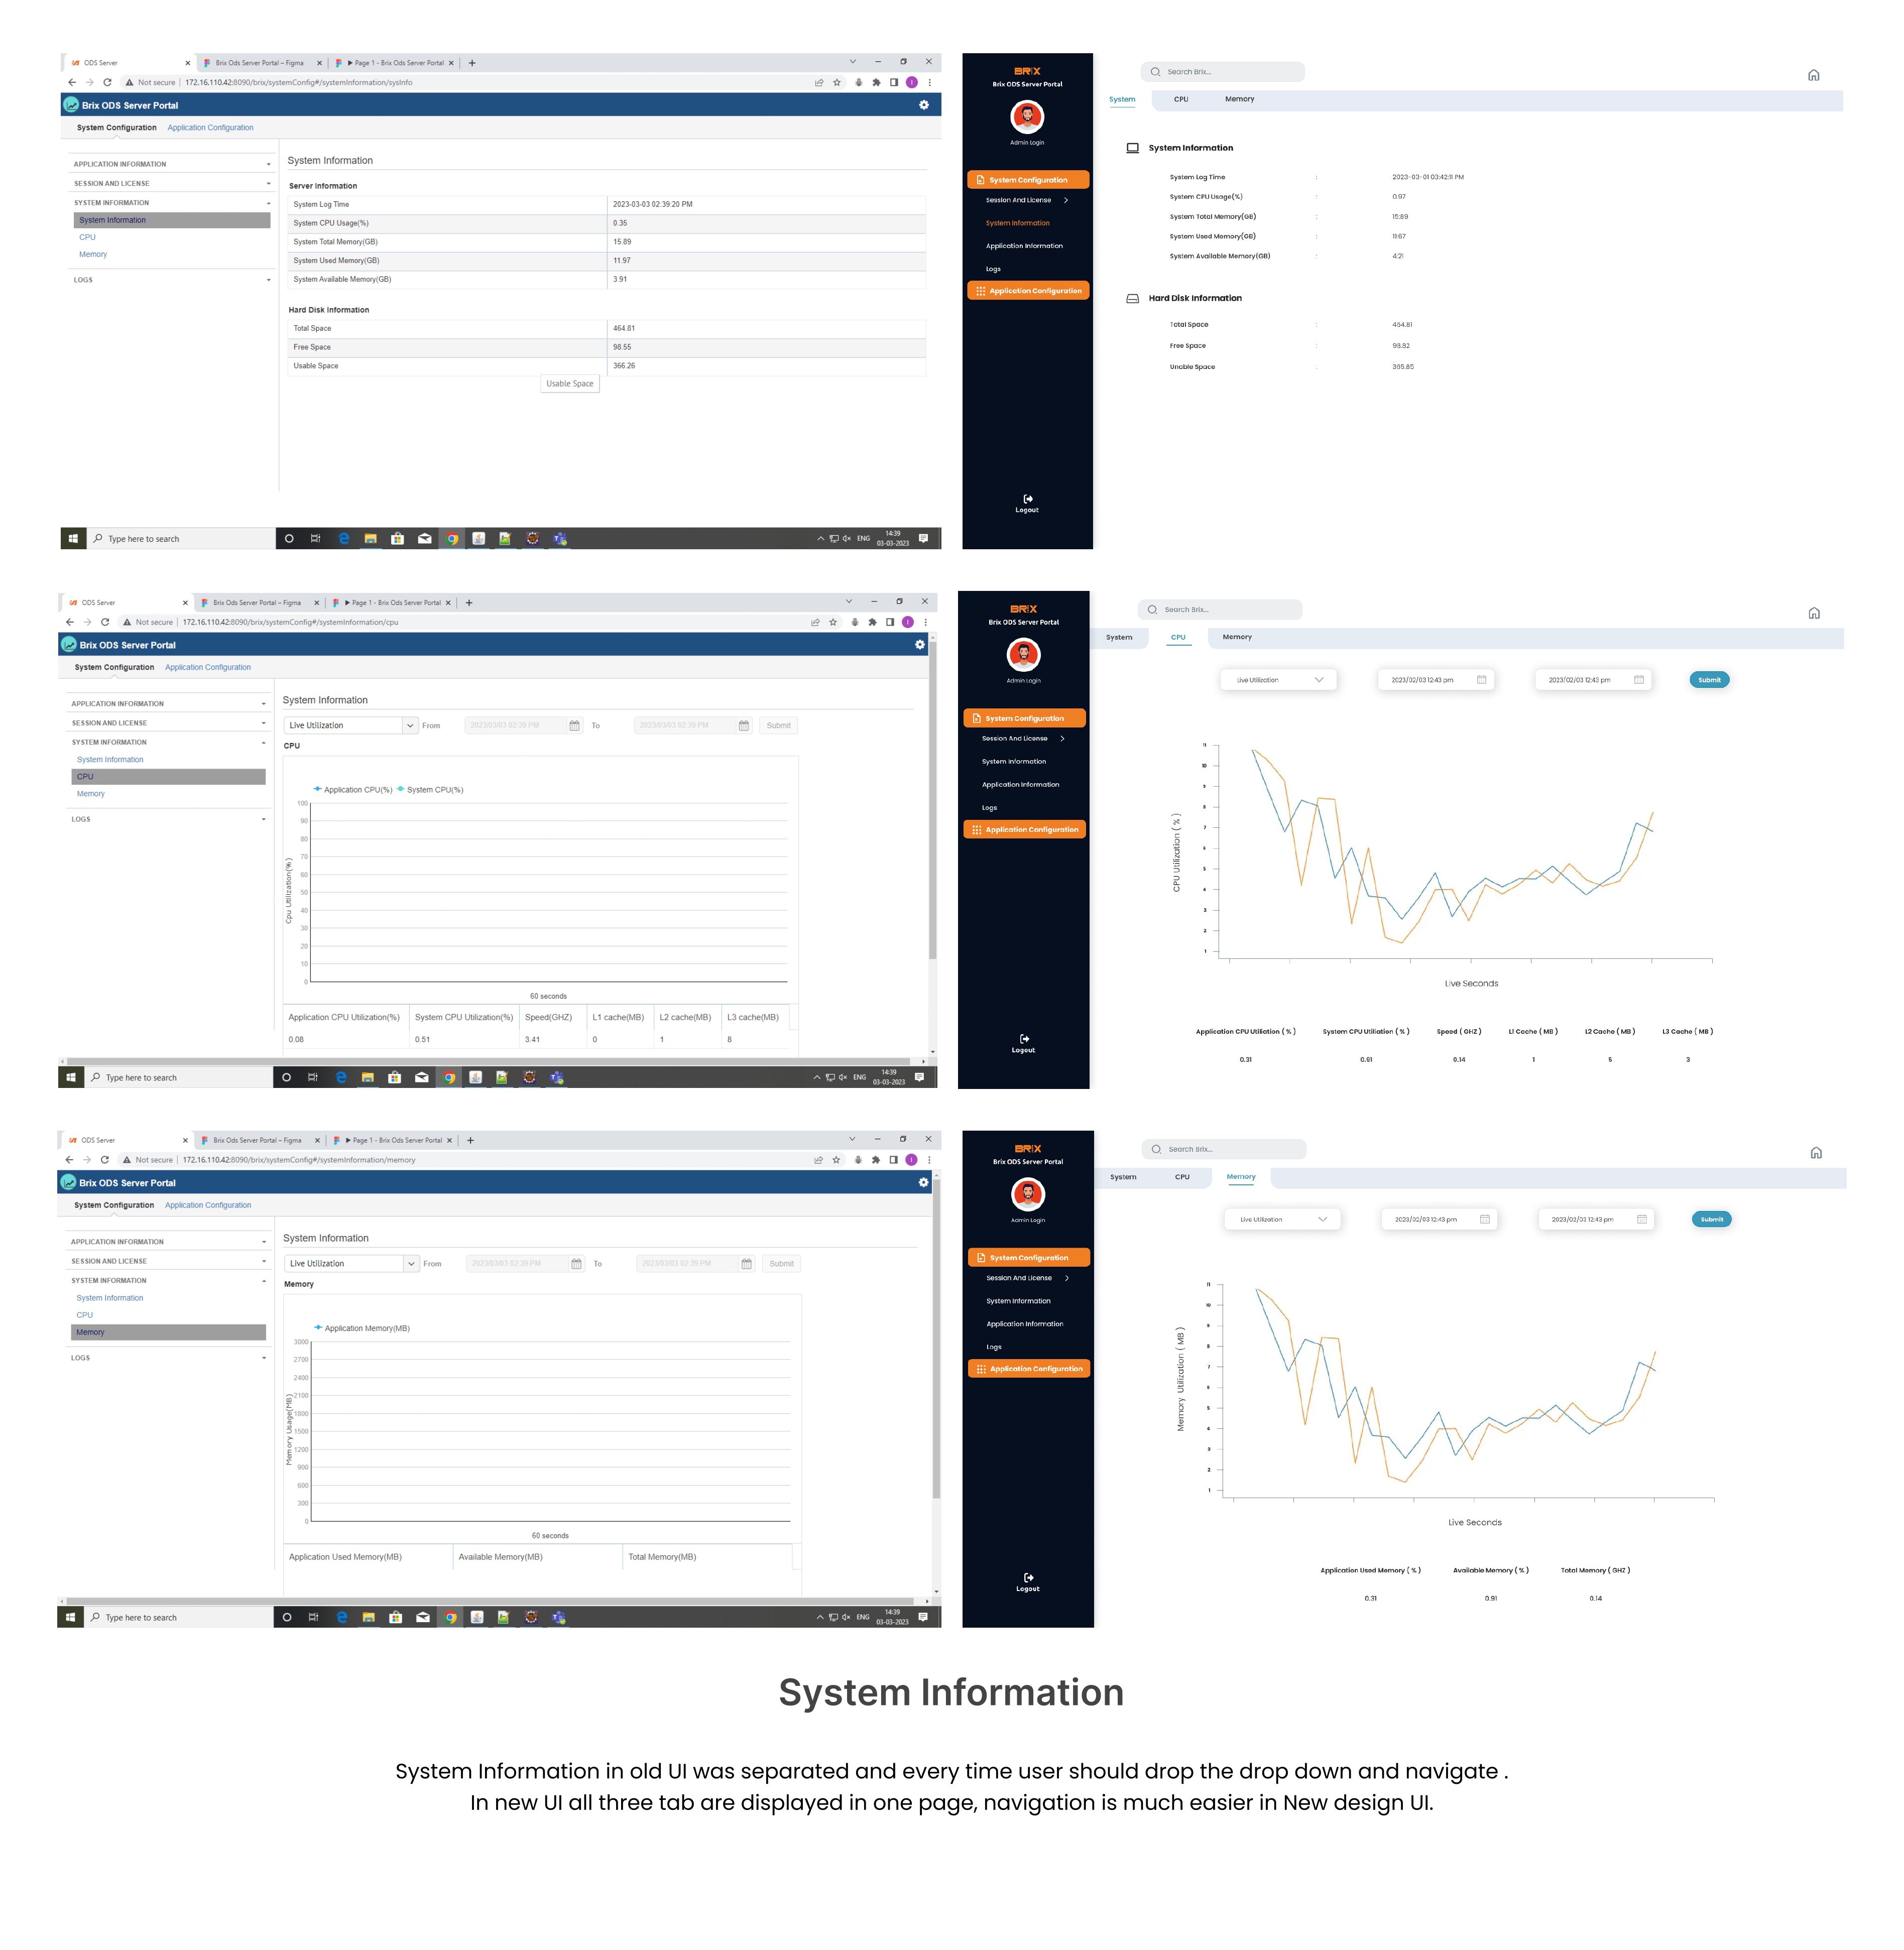 ODS Server
Brix Ods Server Portal – Figma
Page 1 - Brix Ods Server Portal
Not secure | 172.16.110.42:8090/brix/systemConfig#/systemInformation/sysInfo
Brix ODS Server Portal
System Configuration Application Configuration
APPLICATION INFORMATION
SESSION AND LICENSE
SYSTEM INFORMATION
System Information
CPU
Memory
LOGS
System Information
Server Information
System Log Time 2023-03-03 02:39:20 PM
System CPU Usage(%) 0.35
System Total Memory(GB) 15.89
System Used Memory(GB) 11.97
System Available Memory(GB) 3.91
Hard Disk Information
Total Space 464.81
Free Space 98.55
Usable Space 366.26
Usable Space
Type here to search
ENG
14:39
03-03-2023
BRIX
Brix ODS Server Portal
Admin Login
System Configuration
Session And License
System Information
Application Information
Logs
Application Configuration
Logout
Search Brix...
System CPU Memory
System Information
System Log Time : 2023-03-01 03:42:11 PM
System CPU Usage(%) : 0.97
System Total Memory(GB) : 15:89
System Used Memory(GB) : 11:67
System Available Memory(GB) : 4:21
Hard Disk Information
Total Space : 464.81
Free Space : 98.82
Unable Space : 365.85
ODS Server
Brix Ods Server Portal – Figma
Page 1 - Brix Ods Server Portal
Not secure | 172.16.110.42:8090/brix/systemConfig#/systemInformation/cpu
Brix ODS Server Portal
System Configuration Application Configuration
APPLICATION INFORMATION
SESSION AND LICENSE
SYSTEM INFORMATION
System Information
CPU
Memory
LOGS
System Information
Live Utilization From 2023/03/03 02:39 PM To 2023/03/03 02:39 PM Submit
CPU
Application CPU(%) System CPU(%)
100
90
80
70
60
50
40
30
20
10
0
Cpu Utilization(%)
60 seconds
Application CPU Utilization(%) System CPU Utilization(%) Speed(GHZ) L1 cache(MB) L2 cache(MB) L3 cache(MB)
0.08 0.51 3.41 0 1 8
Type here to search
ENG
14:39
03-03-2023
BRIX
Brix ODS Server Portal
Admin Login
System Configuration
Session And License
System Information
Application Information
Logs
Application Configuration
Logout
Search Brix...
System CPU Memory
Live Utilization 2023/02/03 12:43 pm 2023/02/03 12:43 pm Submit
11
10
9
8
7
6
5
4
3
2
1
CPU Utilization ( % )
Live Seconds
Application CPU Utiliation ( % ) System CPU Utiliation ( % ) Speed ( GHZ ) L1 Coche ( MB ) L2 Cache ( MB ) L3 Coche ( MB )
0.31 0.91 0.14 1 5 3
ODS Server
Brix Ods Server Portal – Figma
Page 1 - Brix Ods Server Portal
Not secure | 172.16.110.42:8090/brix/systemConfig#/systemInformation/memory
Brix ODS Server Portal
System Configuration Application Configuration
APPLICATION INFORMATION
SESSION AND LICENSE
SYSTEM INFORMATION
System Information
CPU
Memory
LOGS
System Information
Live Utilization From 2023/03/03 02:39 PM To 2023/03/03 02:39 PM Submit
Memory
Application Memory(MB)
3000
2700
2400
2100
1800
1500
1200
900
600
300
0
Memory Usage(MB)
60 seconds
Application Used Memory(MB) Available Memory(MB) Total Memory(MB)
Type here to search
ENG
14:39
03-03-2023
BRIX
Brix ODS Server Portal
Admin Login
System Configuration
Session And License
System Information
Application Information
Logs
Application Configuration
Logout
Search Brix...
System CPU Memory
Live Utilization 2023/02/03 12:43 pm 2023/02/03 12:43 pm Submit
11
10
9
8
7
6
5
4
3
2
1
Memory Utilization ( MB )
Live Seconds
Application Used Memory ( % ) Available Memory ( % ) Total Memory ( GHZ )
0.31 0.91 0.14
System Information
System Information in old UI was separated and every time user should drop the drop down and navigate .
In new UI all three tab are displayed in one page, navigation is much easier in New design UI.